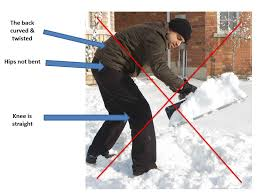 The back
curved &
twisted
Hips not bent
Knee is
straight